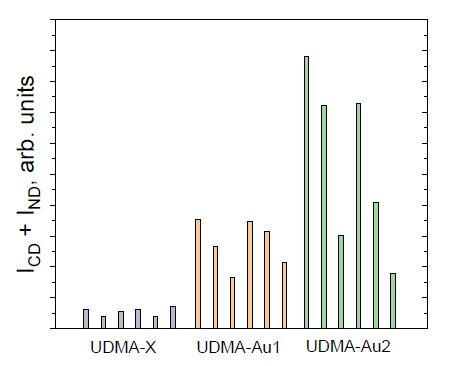 I_CD + I_ND, arb. units
UDMA-X UDMA-Au1 UDMA-Au2